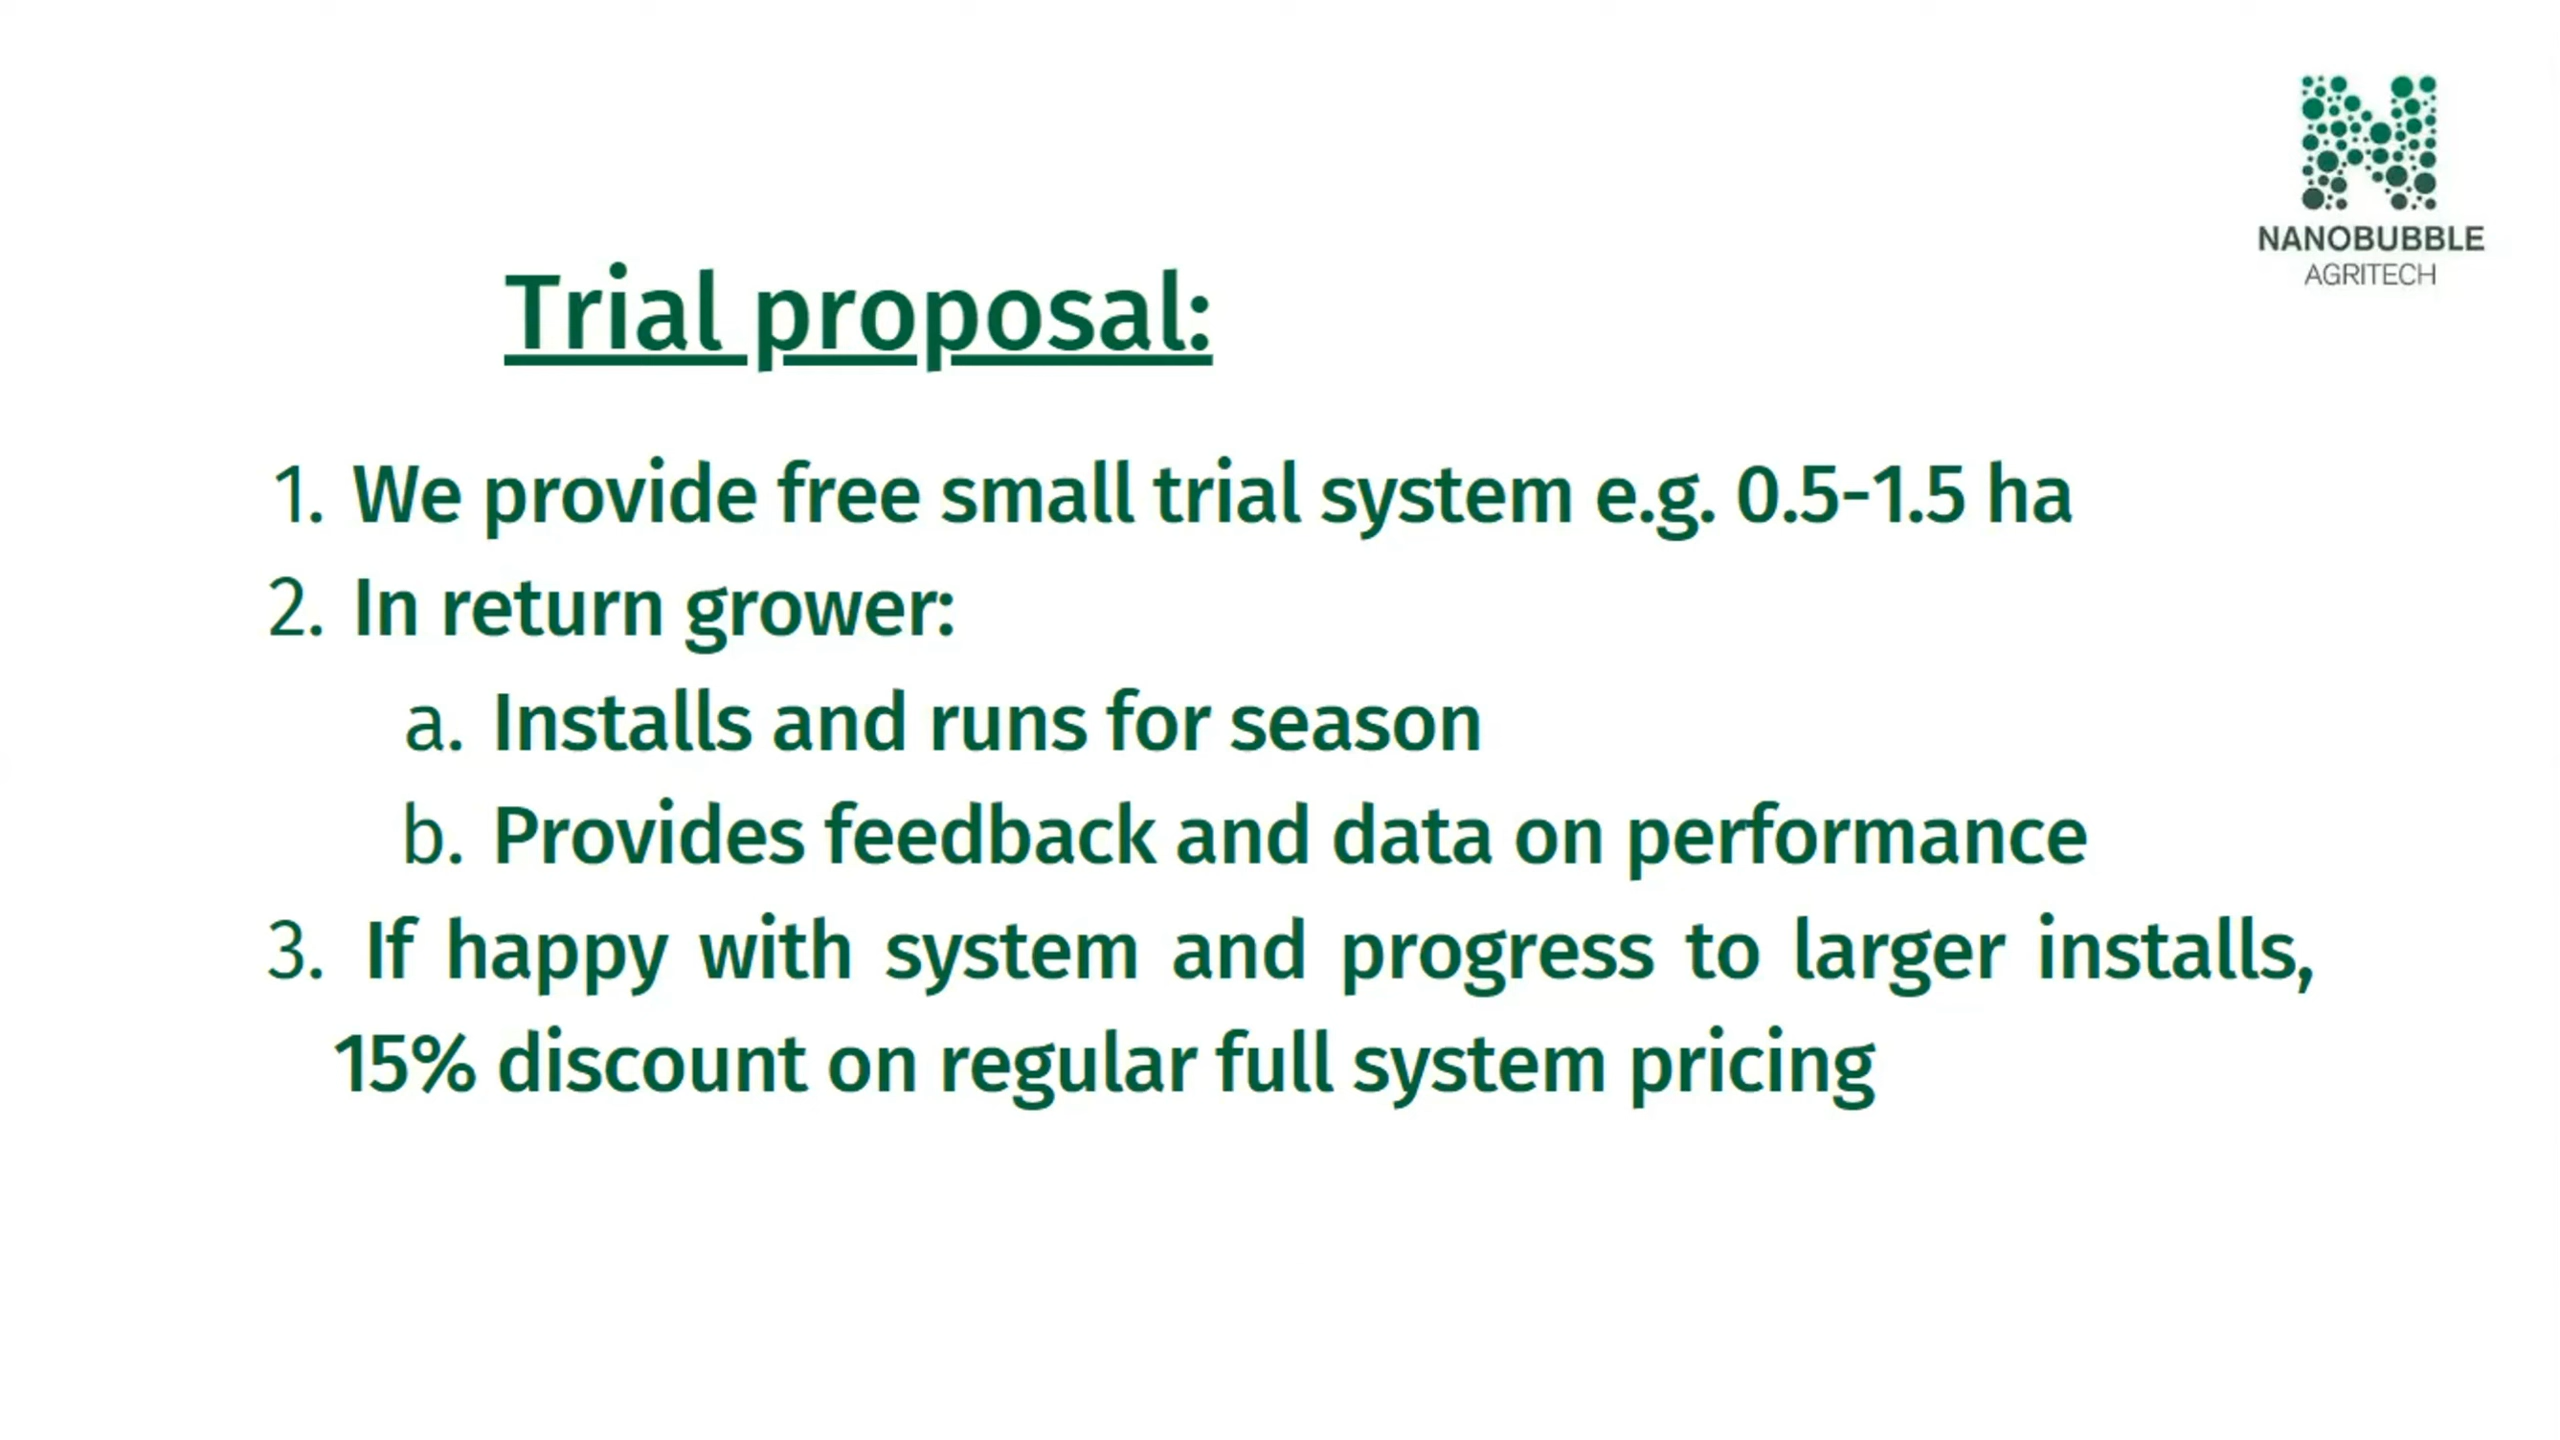 NANOBUBBLE
AGRITECH
Trial proposal:
1. We provide free small trial system e.g. 0.5-1.5 ha
2. In return grower:
a. Installs and runs for season
b. Provides feedback and data on performance
3. If happy with system and progress to larger installs,
15% discount on regular full system pricing